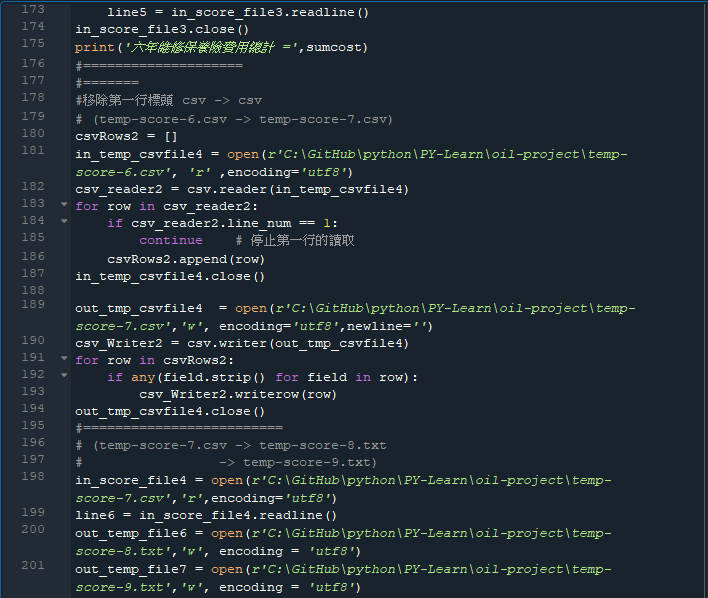 173 line5 = in_score_file3.readline()
174 in_score_file3.close()
175 print('六年維修保養險費用總計 =',sumcost)
176 #====================
177 #=======
178 #移除第一行標頭 csv -> csv
179 # (temp-score-6.csv -> temp-score-7.csv)
180 csvRows2 = []
181 in_temp_csvfile4 = open(r'C:\GitHub\python\PY-Learn\oil-project\temp-
score-6.csv', 'r' ,encoding='utf8')
182 csv_reader2 = csv.reader(in_temp_csvfile4)
183 for row in csv_reader2:
184 if csv_reader2.line_num == 1:
185 continue # 停止第一行的讀取
186 csvRows2.append(row)
187 in_temp_csvfile4.close()
188
189 out_tmp_csvfile4 = open(r'C:\GitHub\python\PY-Learn\oil-project\temp-
score-7.csv','w', encoding='utf8',newline='')
190 csv_Writer2 = csv.writer(out_tmp_csvfile4)
191 for row in csvRows2:
192 if any(field.strip() for field in row):
193 csv_Writer2.writerow(row)
194 out_tmp_csvfile4.close()
195 #=========================
196 # (temp-score-7.csv -> temp-score-8.txt
197 # -> temp-score-9.txt)
198 in_score_file4 = open(r'C:\GitHub\python\PY-Learn\oil-project\temp-
score-7.csv','r',encoding='utf8')
199 line6 = in_score_file4.readline()
200 out_temp_file6 = open(r'C:\GitHub\python\PY-Learn\oil-project\temp-
score-8.txt','w', encoding = 'utf8')
201 out_temp_file7 = open(r'C:\GitHub\python\PY-Learn\oil-project\temp-
score-9.txt','w', encoding = 'utf8')